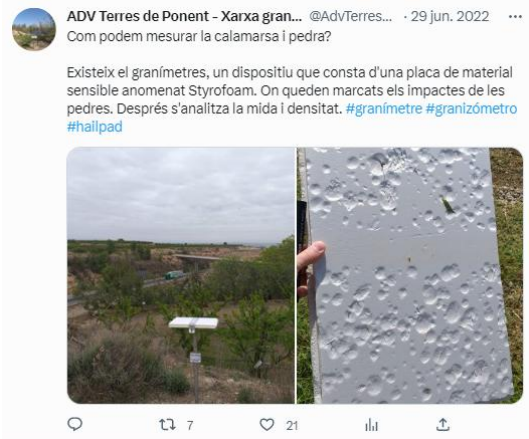 ADV Terres de Ponent - Xarxa gran... @AdvTerres... · 29 jun. 2022 ...
Com podem mesurar la calamarsa i pedra?
Existeix el granímetres, un dispositiu que consta d'una placa de material
sensible anomenat Styrofoam. On queden marcats els impactes de les
pedres. Després s'analitza la mida i densitat. #granímetre #granizómetro
#hailpad
7
21